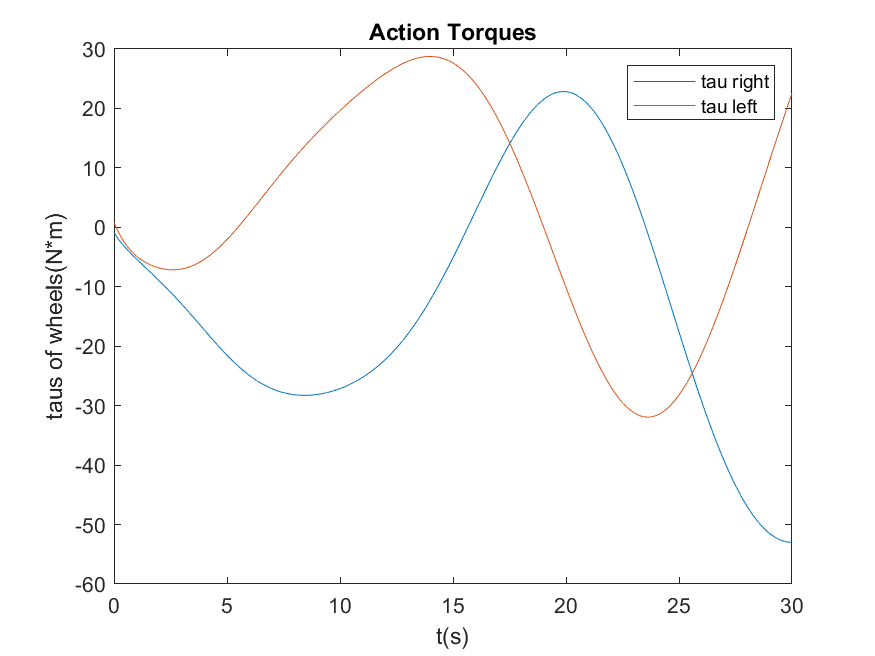 Action Torques
30
20
10
0
-10
-20
-30
-40
-50
-60
taus of wheels(N*m)
tau right
tau left
0 5 10 15 20 25 30
t(s)